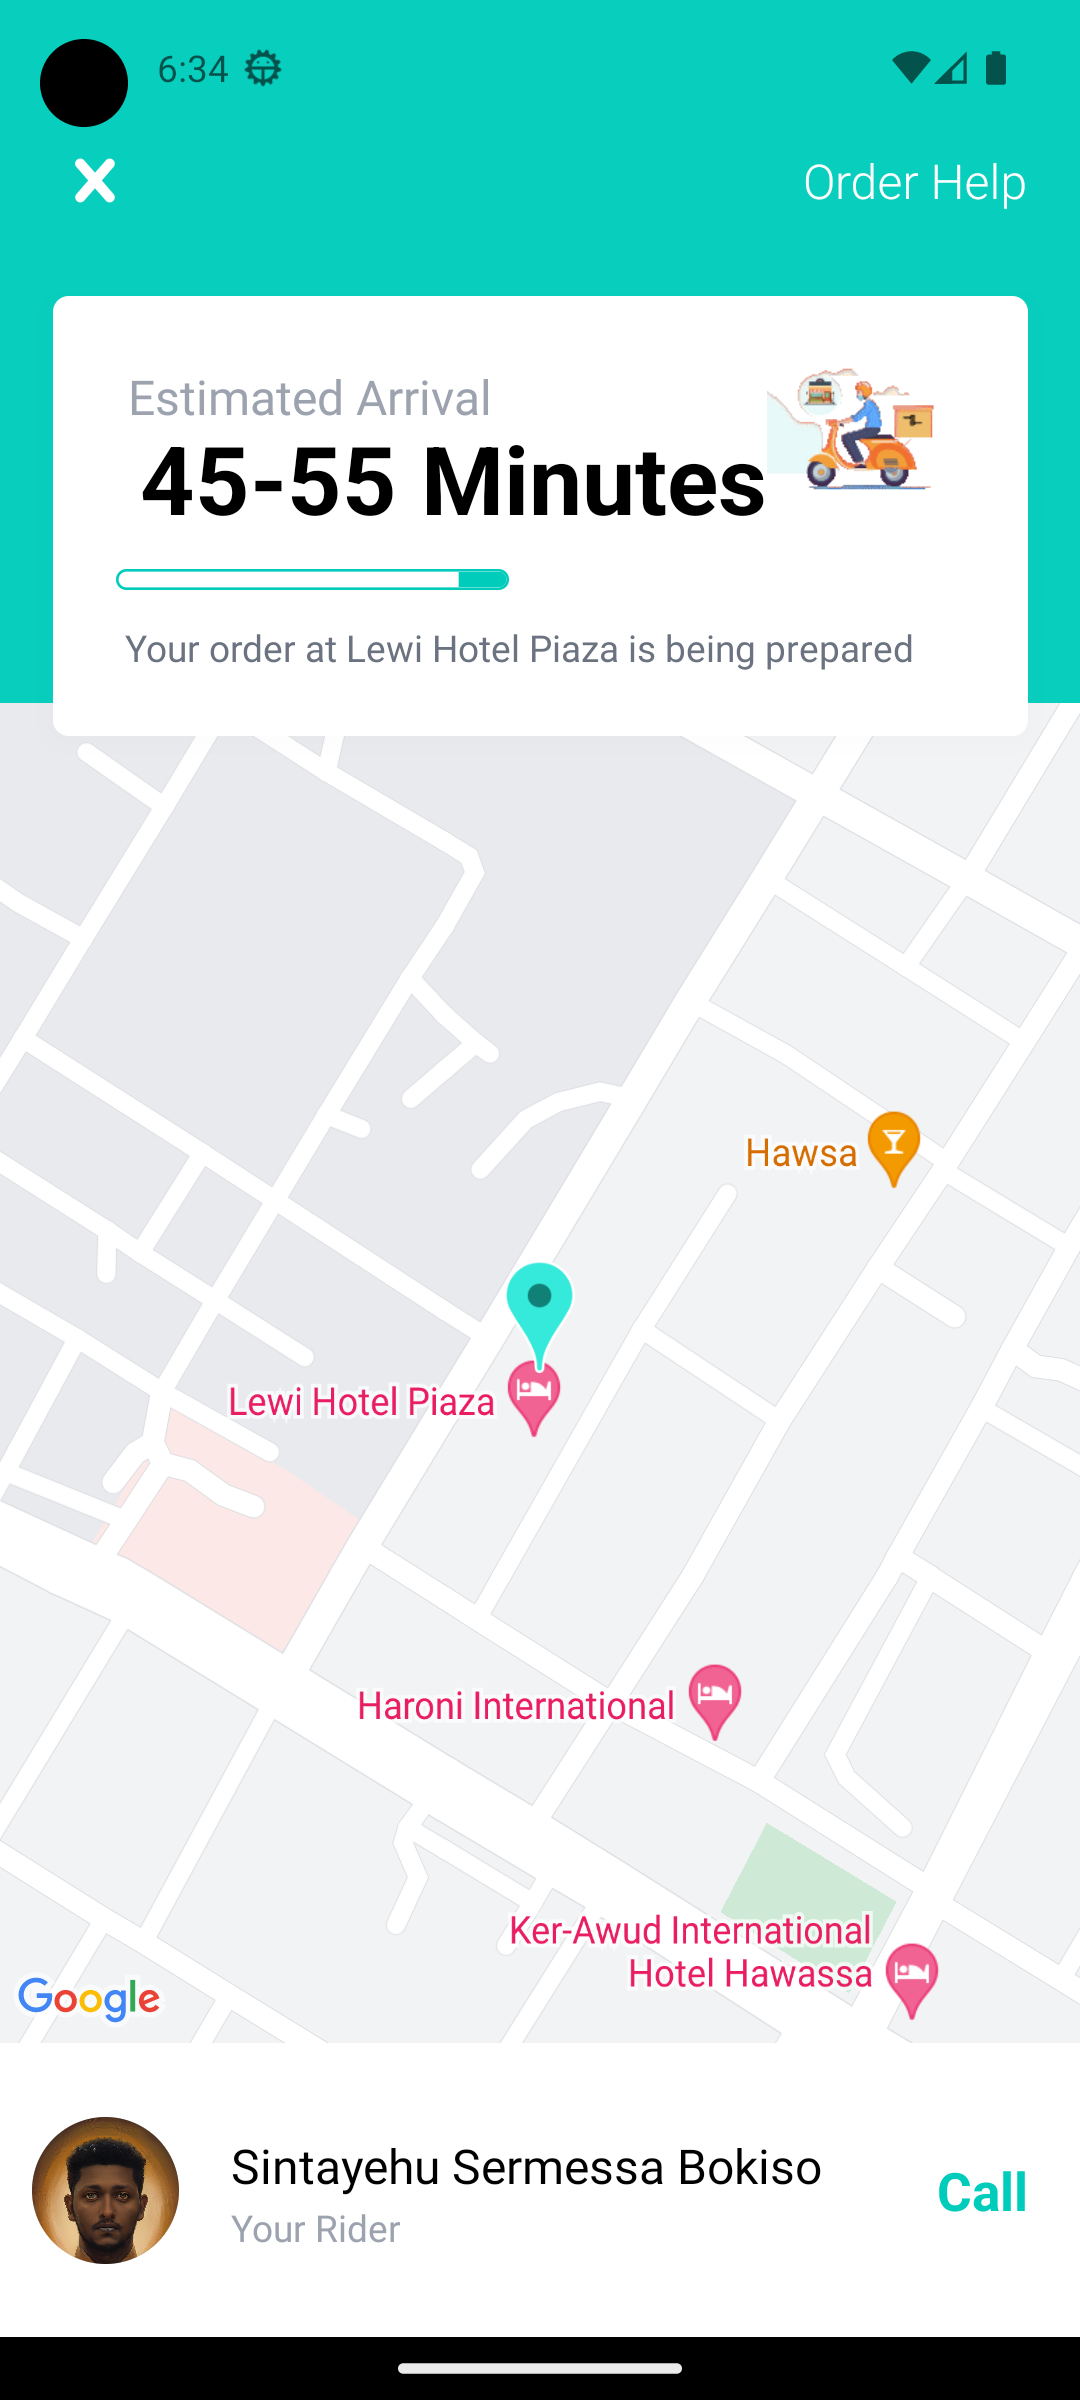 6:34
Order Help
Estimated Arrival
45-55 Minutes
Your order at Lewi Hotel Piaza is being prepared
Hawsa
Lewi Hotel Piaza
Haroni International
Ker-Awud International
Hotel Hawassa
Google
Sintayehu Sermessa Bokiso
Your Rider
Call